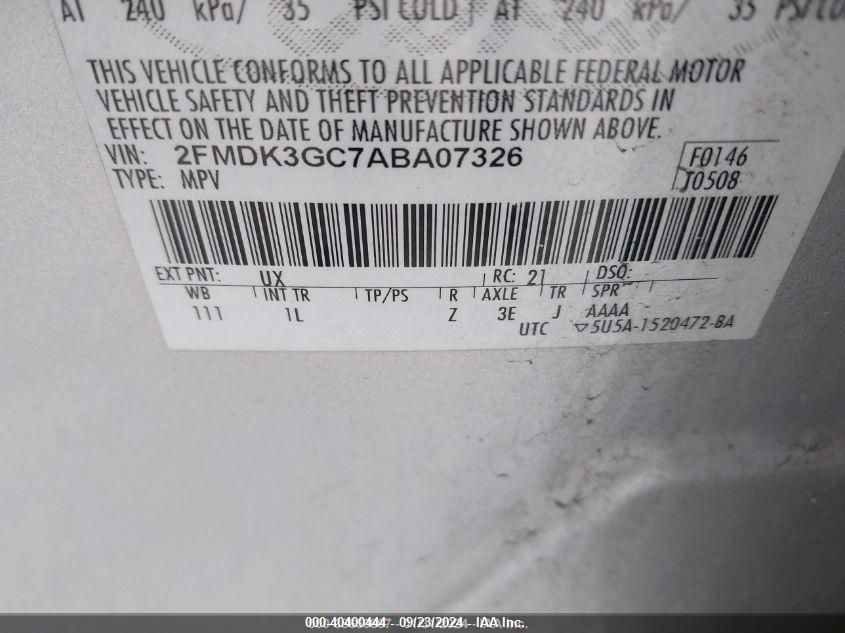 AT 240 kPa/ 35 PSI COLD AT 240 kPa/ 35 PSI COLD
THIS VEHICLE CONFORMS TO ALL APPLICABLE FEDERAL MOTOR
VEHICLE SAFETY AND THEFT PREVENTION STANDARDS IN
EFFECT ON THE DATE OF MANUFACTURE SHOWN ABOVE.
VIN: 2FMDK3GC7ABA07326 F0146
TYPE: MPV T0508
EXT PNT: UX RC: 21 DSO:
WB INT TR TP/PS R AXLE TR SPR
111 1L Z 3E J AAAA
UTC ▽5U5A-1520472-BA
000-40400444 - 09/23/2024 - IAA Inc.